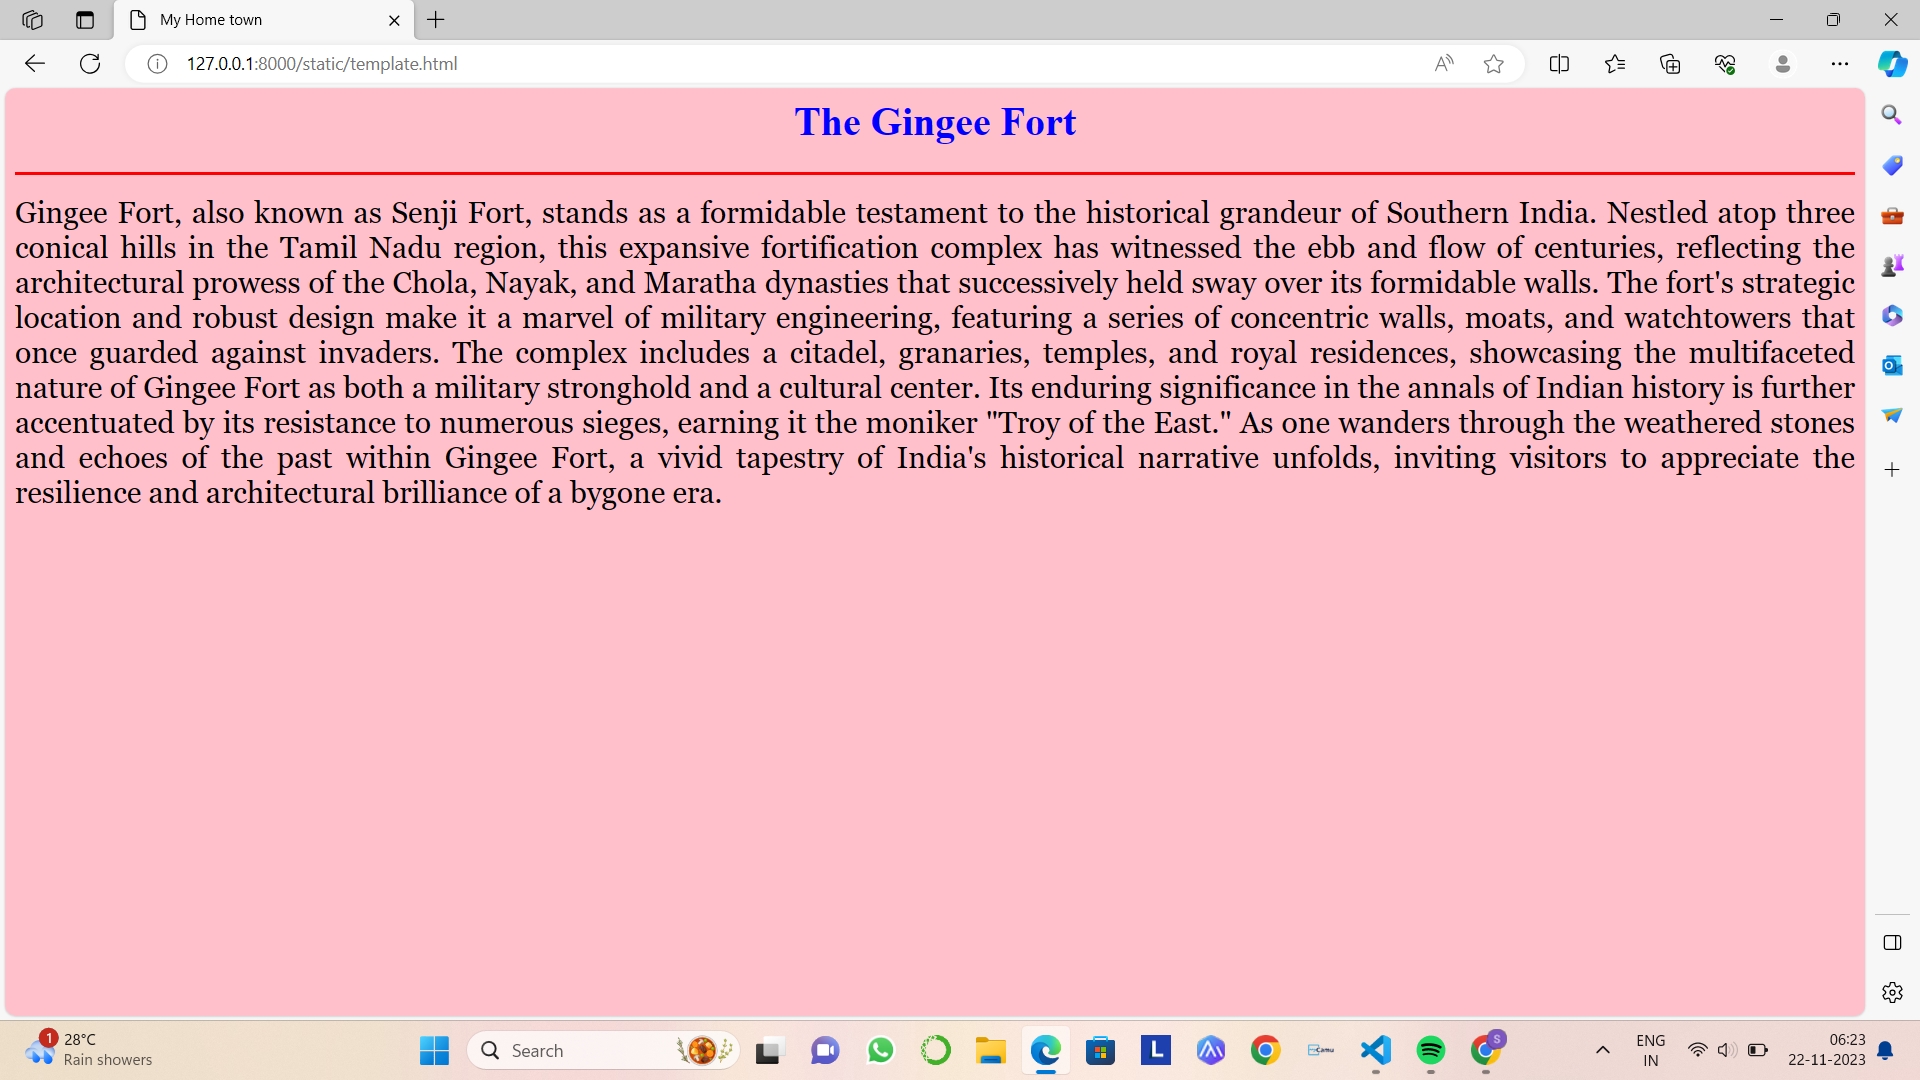 My Home town
127.0.0.1:8000/static/template.html
The Gingee Fort
Gingee Fort, also known as Senji Fort, stands as a formidable testament to the historical grandeur of Southern India. Nestled atop three
conical hills in the Tamil Nadu region, this expansive fortification complex has witnessed the ebb and flow of centuries, reflecting the
architectural prowess of the Chola, Nayak, and Maratha dynasties that successively held sway over its formidable walls. The fort's strategic
location and robust design make it a marvel of military engineering, featuring a series of concentric walls, moats, and watchtowers that
once guarded against invaders. The complex includes a citadel, granaries, temples, and royal residences, showcasing the multifaceted
nature of Gingee Fort as both a military stronghold and a cultural center. Its enduring significance in the annals of Indian history is further
accentuated by its resistance to numerous sieges, earning it the moniker "Troy of the East." As one wanders through the weathered stones
and echoes of the past within Gingee Fort, a vivid tapestry of India's historical narrative unfolds, inviting visitors to appreciate the
resilience and architectural brilliance of a bygone era.
1
28°C
Rain showers
Search
L
Camu
S
ENG
IN
06:23
22-11-2023